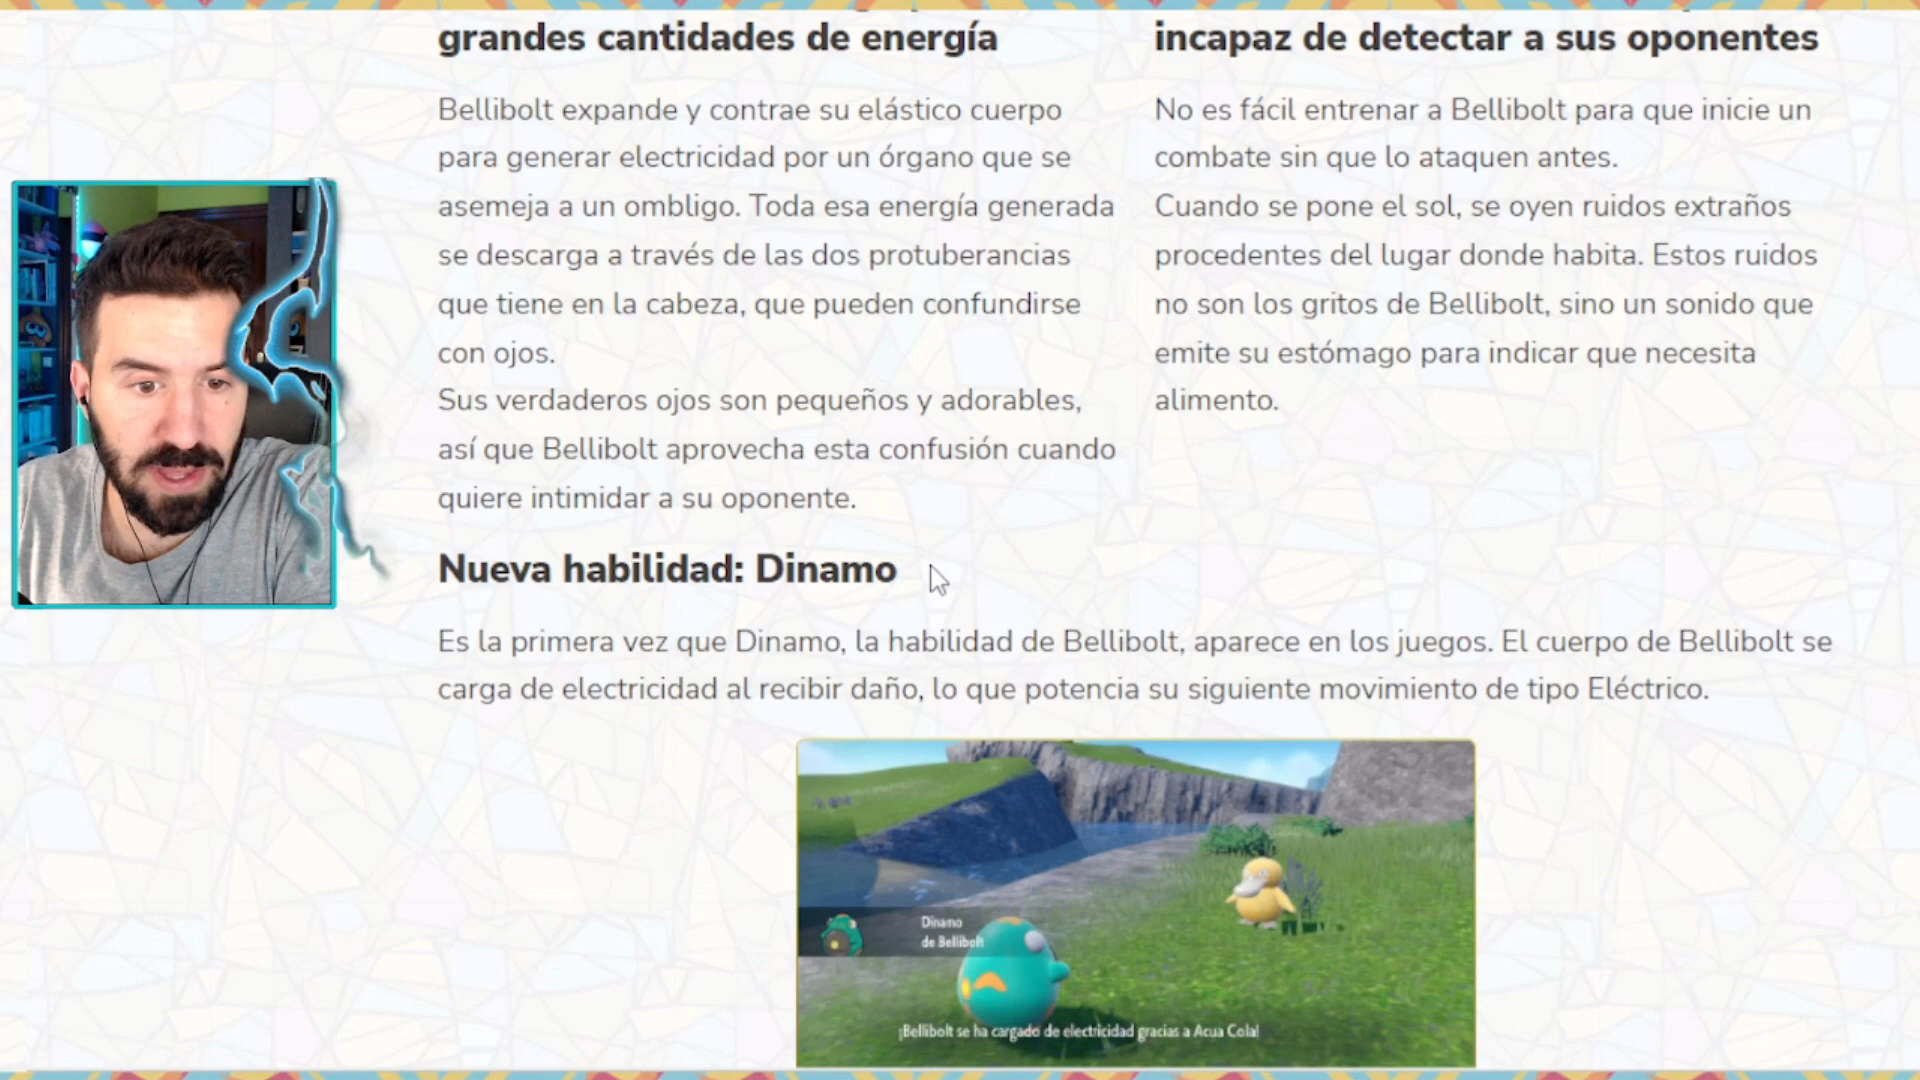 grandes cantidades de energía
Bellibolt expande y contrae su elástico cuerpo
para generar electricidad por un órgano que se
asemeja a un ombligo. Toda esa energía generada
se descarga a través de las dos protuberancias
que tiene en la cabeza, que pueden confundirse
con ojos.
Sus verdaderos ojos son pequeños y adorables,
así que Bellibolt aprovecha esta confusión cuando
quiere intimidar a su oponente.
incapaz de detectar a sus oponentes
No es fácil entrenar a Bellibolt para que inicie un
combate sin que lo ataquen antes.
Cuando se pone el sol, se oyen ruidos extraños
procedentes del lugar donde habita. Estos ruidos
no son los gritos de Bellibolt, sino un sonido que
emite su estómago para indicar que necesita
alimento.
Nueva habilidad: Dinamo
Es la primera vez que Dinamo, la habilidad de Bellibolt, aparece en los juegos. El cuerpo de Bellibolt se
carga de electricidad al recibir daño, lo que potencia su siguiente movimiento de tipo Eléctrico.
Dinamo
de Bellibolt
¡Bellibolt se ha cargado de electricidad gracias a Acua Cola!